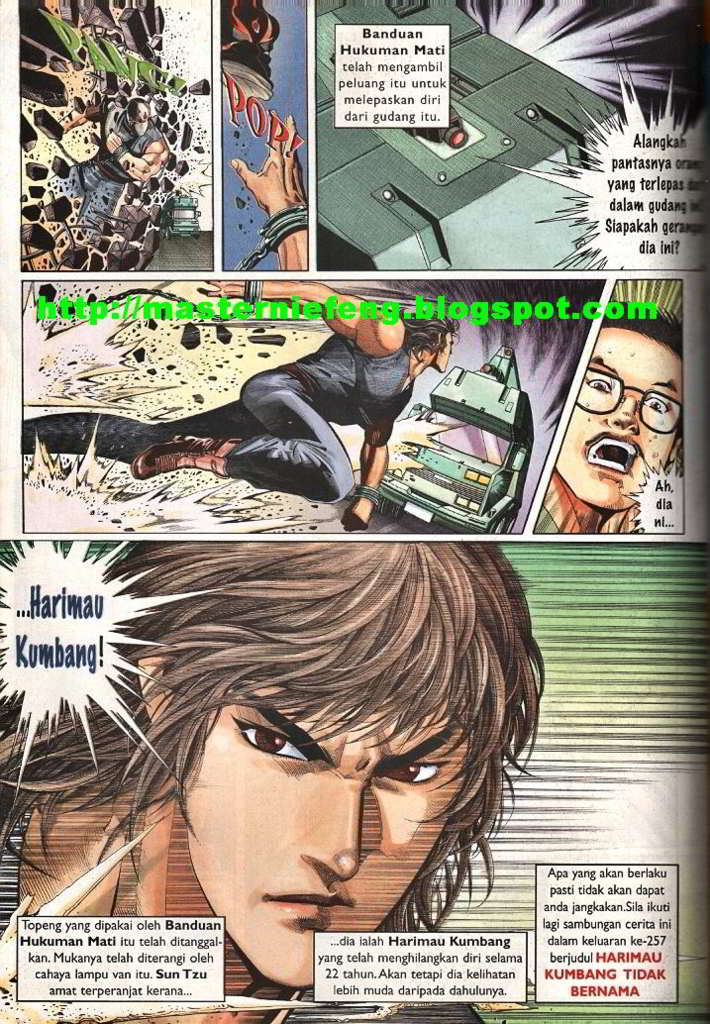 PANG!
POP!
Banduan
Hukuman Mati
telah mengambil
peluang itu untuk
melepaskan diri
dari gudang itu.
Alangkah
pantasnya
yang terlepas
dalam gudang
Siapakah
dia ini?
http://masterniefeng.blogspot.com
Ah,
dia
ni...
...Harimau
Kumbang!
Topeng yang dipakai oleh Banduan
Hukuman Mati itu telah ditanggal-
kan. Mukanya telah diterangi oleh
cahaya lampu van itu. Sun Tzu
amat terperanjat kerana...
...dia ialah Harimau Kumbang
yang telah menghilangkan diri selama
22 tahun. Akan tetapi dia kelihatan
lebih muda daripada dahulunya.
Apa yang akan berlaku
pasti tidak akan dapat
anda jangkakan.Sila ikuti
lagi sambungan cerita ini
dalam keluaran ke-257
berjudul HARIMAU
KUMBANG TIDAK
BERNAMA